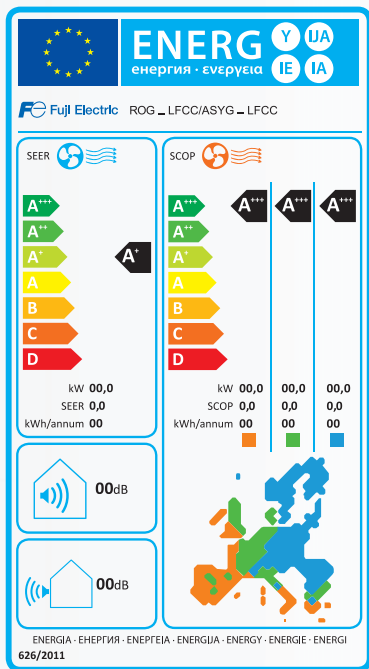 ENERG Y IJA
енергия · ενεργεια IE IA
Fe Fuji Electric ROG _ LFCC/ASYG _ LFCC
SEER SCOP
A+++ A+++ A+++ A+++ A+++
A++ A++
A+ A+ A+
A A
B B
C C
D D
kW 00,0 kW 00,0 00,0 00,0
SEER 0,0 SCOP 0,0 0,0 0,0
kWh/annum 00 kWh/annum 00 00 00
00dB
00dB
ENERGIA · ЕНЕРГИЯ · ΕΝΕΡΓΕΙΑ · ENERGIJA · ENERGY · ENERGIE · ENERGI
626/2011